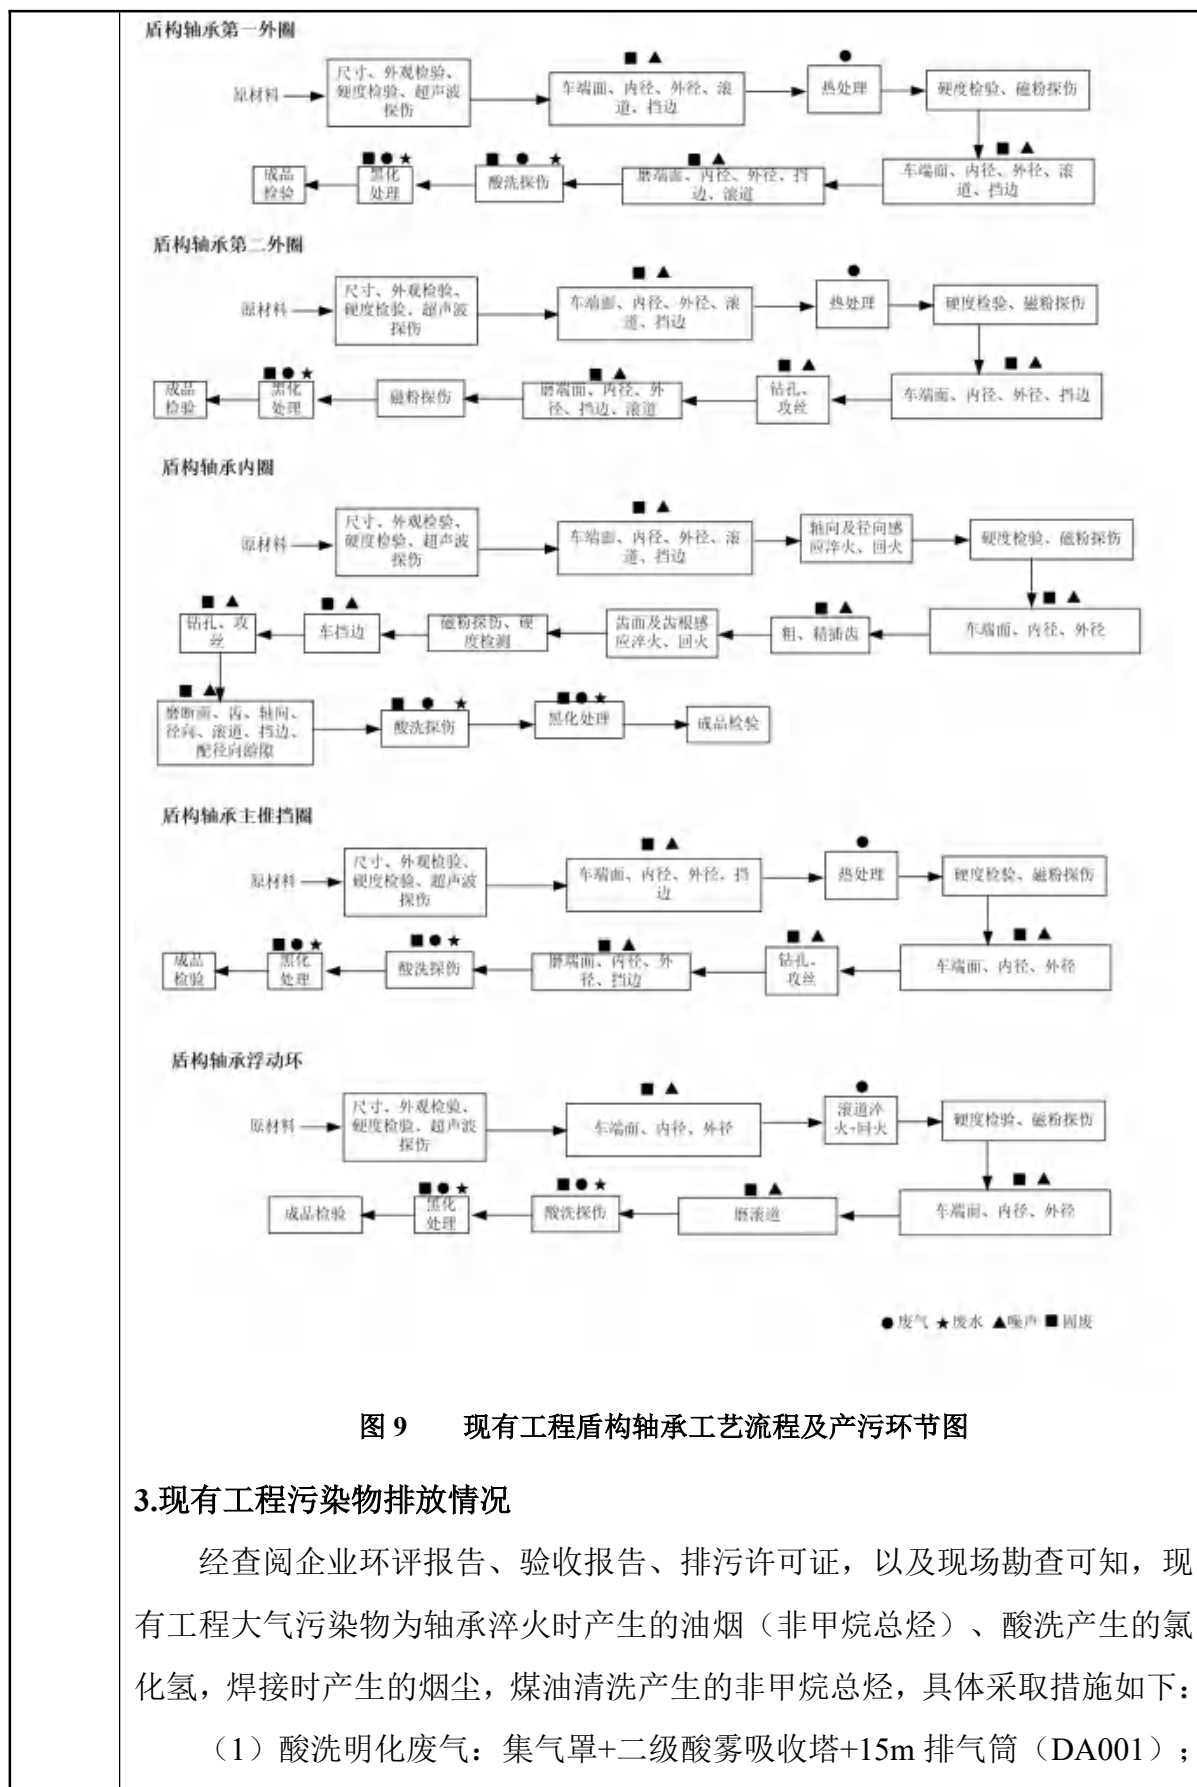 盾构轴承第一外圈
原材料
尺寸、外观检验、
硬度检验、超声波
探伤
车端面、内径、外径、滚
道、挡边
热处理
硬度检验、磁粉探伤
车端面、内径、外径、滚
道、挡边
磨端面、内径、外径、挡
边、滚道
酸洗探伤
黑化
处理
成品
检验
盾构轴承第二外圈
原材料
尺寸、外观检验、
硬度检验、超声波
探伤
车端面、内径、外径、滚
道、挡边
热处理
硬度检验、磁粉探伤
车端面、内径、外径、挡边
钻孔、
攻丝
磨端面、内径、外
径、挡边、滚道
磁粉探伤
黑化
处理
成品
检验
盾构轴承内圈
原材料
尺寸、外观检验、
硬度检验、超声波
探伤
车端面、内径、外径、滚
道、挡边
轴向及径向感
应淬火、回火
硬度检验、磁粉探伤
车端面、内径、外径
粗、精插齿
齿面及齿根感
应淬火、回火
磁粉探伤、硬
度检测
车挡边
钻孔、攻
丝
磨断面、齿、轴向、
径向、滚道、挡边、
配径向游隙
酸洗探伤
黑化处理
成品检验
盾构轴承主推挡圈
原材料
尺寸、外观检验、
硬度检验、超声波
探伤
车端面、内径、外径、挡
边
热处理
硬度检验、磁粉探伤
车端面、内径、外径
钻孔、
攻丝
磨端面、内径、外
径、挡边
酸洗探伤
黑化
处理
成品
检验
盾构轴承浮动环
原材料
尺寸、外观检验、
硬度检验、超声波
探伤
车端面、内径、外径
滚道淬
火+回火
硬度检验、磁粉探伤
车端面、内径、外径
磨滚道
酸洗探伤
黑化
处理
成品检验
●废气 ★废水 ▲噪声 ■固废
图 9 现有工程盾构轴承工艺流程及产污环节图
3.现有工程污染物排放情况
经查阅企业环评报告、验收报告、排污许可证，以及现场勘查可知，现
有工程大气污染物为轴承淬火时产生的油烟（非甲烷总烃）、酸洗产生的氯
化氢，焊接时产生的烟尘，煤油清洗产生的非甲烷总烃，具体采取措施如下：
（1）酸洗明化废气：集气罩+二级酸雾吸收塔+15m 排气筒（DA001）；